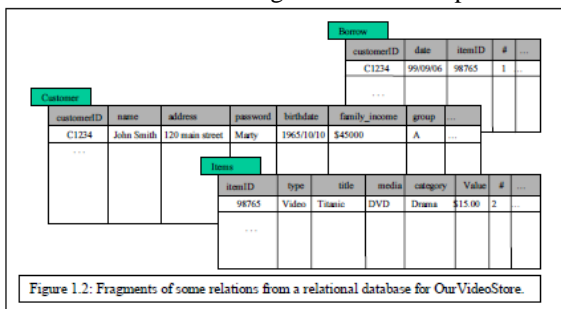 Borrow
customerID date itemID # ...
C1234 99/09/06 98765 1 ...
. . .
Customer
customerID name address password birthdate family_income group ...
C1234 John Smith 120 main street Marty 1965/10/10 $45000 A ...
. . .
Items
itemID type title media category Value # ...
98765 Video Titanic DVD Drama $15.00 2 ...
. . .
Figure 1.2: Fragments of some relations from a relational database for OurVideoStore.